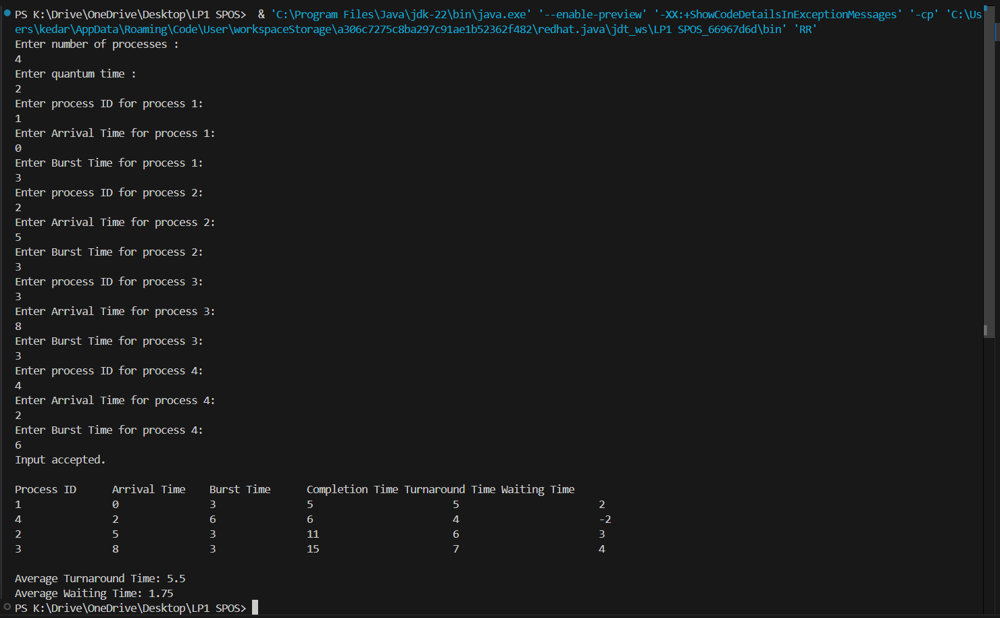 PS K:\Drive\OneDrive\Desktop\LP1 SPOS>  & 'C:\Program Files\Java\jdk-22\bin\java.exe' '--enable-preview' '-XX:+ShowCodeDetailsInExceptionMessages' '-cp' 'C:\Us
ers\kedar\AppData\Roaming\Code\User\workspaceStorage\a306c7275c8ba297c91ae1b52362f482\redhat.java\jdt_ws\LP1 SPOS_66967d6d\bin' 'RR'
Enter number of processes :
4
Enter quantum time :
2
Enter process ID for process 1:
1
Enter Arrival Time for process 1:
0
Enter Burst Time for process 1:
3
Enter process ID for process 2:
2
Enter Arrival Time for process 2:
5
Enter Burst Time for process 2:
3
Enter process ID for process 3:
3
Enter Arrival Time for process 3:
8
Enter Burst Time for process 3:
3
Enter process ID for process 4:
4
Enter Arrival Time for process 4:
2
Enter Burst Time for process 4:
6
Input accepted.
Process ID      Arrival Time    Burst Time      Completion Time Turnaround Time Waiting Time
1               0               3               5                       5                       2
4               2               6               6                       4                       -2
2               5               3               11                      6                       3
3               8               3               15                      7                       4
Average Turnaround Time: 5.5
Average Waiting Time: 1.75
PS K:\Drive\OneDrive\Desktop\LP1 SPOS>